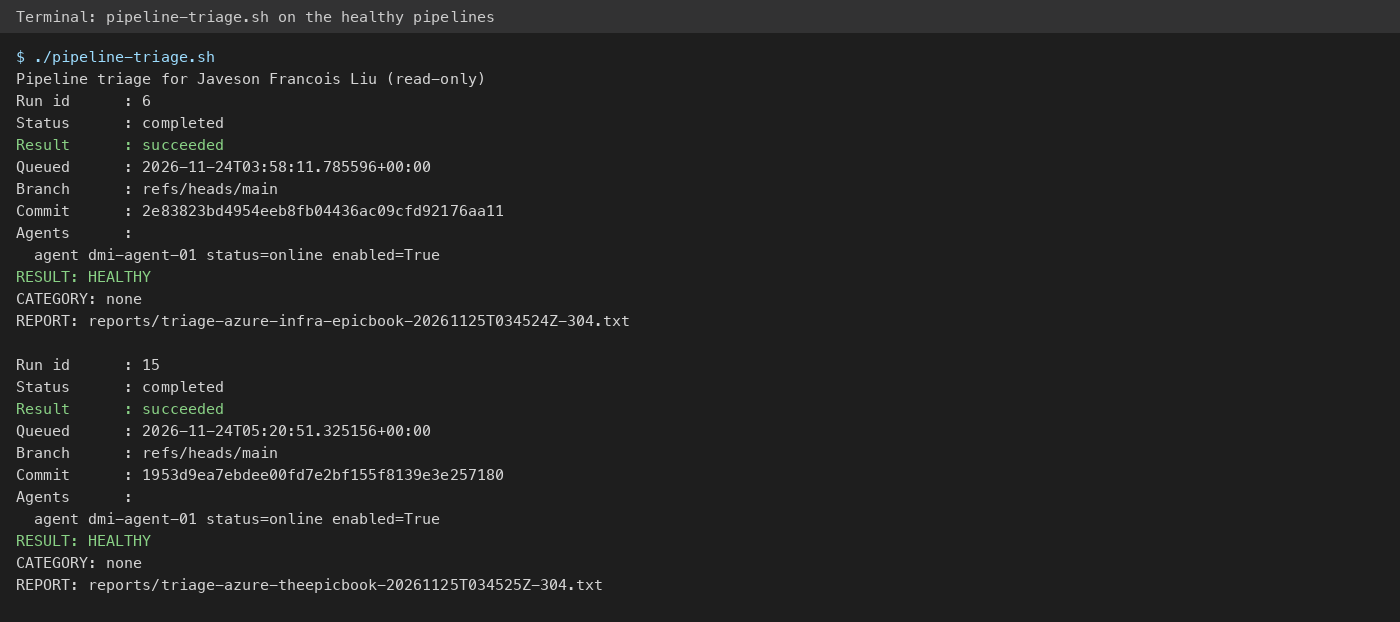 Terminal: pipeline-triage.sh on the healthy pipelines
$ ./pipeline-triage.sh
Pipeline triage for Javeson Francois Liu (read-only)
Run id      : 6
Status      : completed
Result      : succeeded
Queued      : 2026-11-24T03:58:11.785596+00:00
Branch      : refs/heads/main
Commit      : 2e83823bd4954eeb8fb04436ac09cfd92176aa11
Agents      :
  agent dmi-agent-01 status=online enabled=True
RESULT: HEALTHY
CATEGORY: none
REPORT: reports/triage-azure-infra-epicbook-20261125T034524Z-304.txt
Run id      : 15
Status      : completed
Result      : succeeded
Queued      : 2026-11-24T05:20:51.325156+00:00
Branch      : refs/heads/main
Commit      : 1953d9ea7ebdee00fd7e2bf155f8139e3e257180
Agents      :
  agent dmi-agent-01 status=online enabled=True
RESULT: HEALTHY
CATEGORY: none
REPORT: reports/triage-azure-theepicbook-20261125T034525Z-304.txt